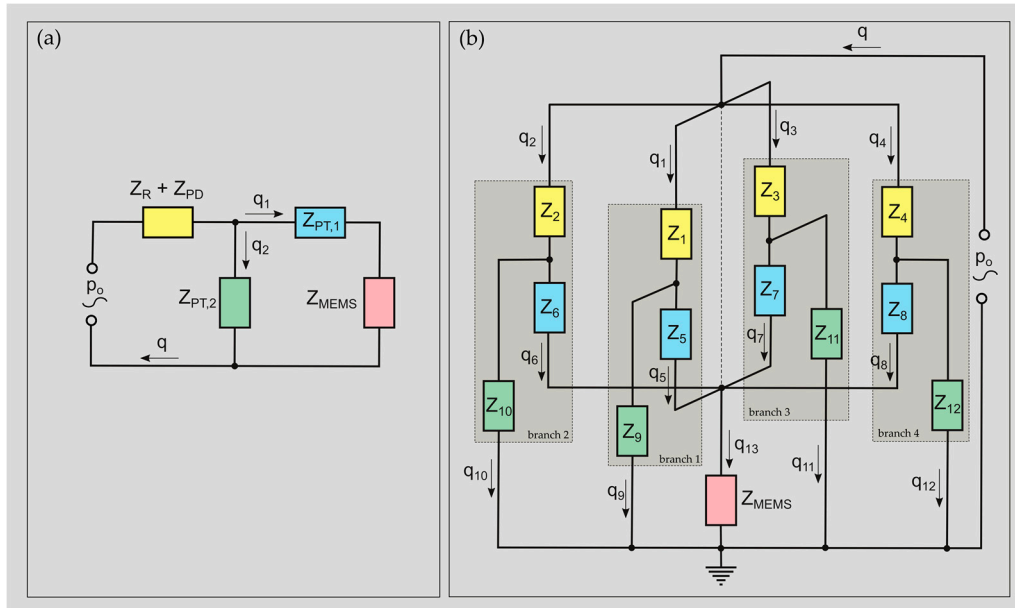 (a)
Z_R + Z_PD
q_1
Z_PT,1
q_2
p_o
Z_PT,2
Z_MEMS
q
(b)
q
q_3
q_2
q_1
q_4
Z_3
Z_2
Z_4
Z_1
p_o
Z_7
Z_6
Z_8
Z_5
Z_11
q_7
q_6
q_5
q_8
Z_10
Z_12
Z_9
branch 3
branch 2
branch 4
branch 1
q_13
q_10
q_11
q_9
q_12
Z_MEMS